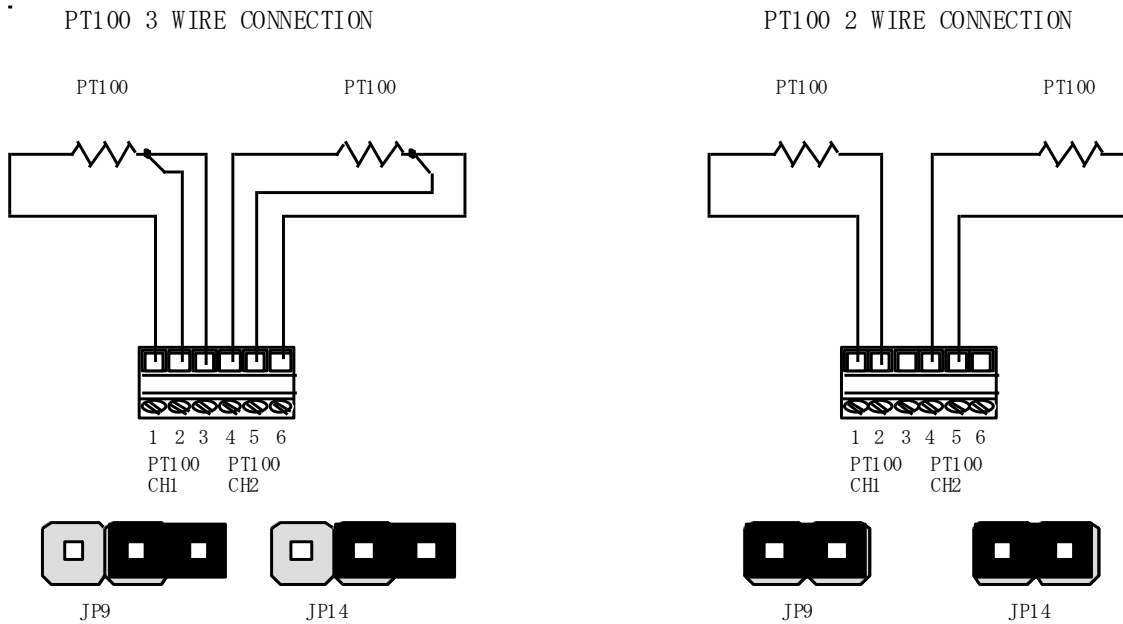 PT100 3 WIRE CONNECTION
PT100 2 WIRE CONNECTION
PT100
PT100
PT100
PT100
1 2 3 4 5 6
PT100 PT100
CH1 CH2
1 2 3 4 5 6
PT100 PT100
CH1 CH2
JP9
JP14
JP9
JP14